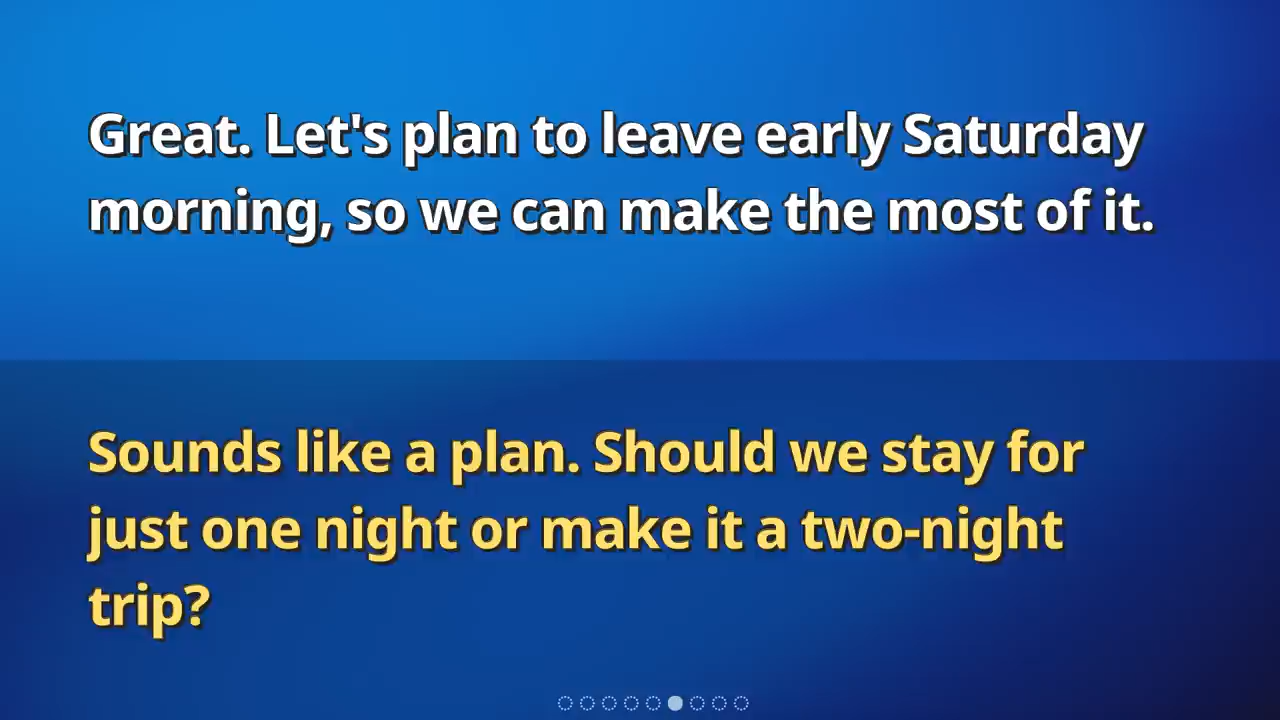 Great. Let's plan to leave early Saturday
morning, so we can make the most of it.
Sounds like a plan. Should we stay for
just one night or make it a two-night
trip?